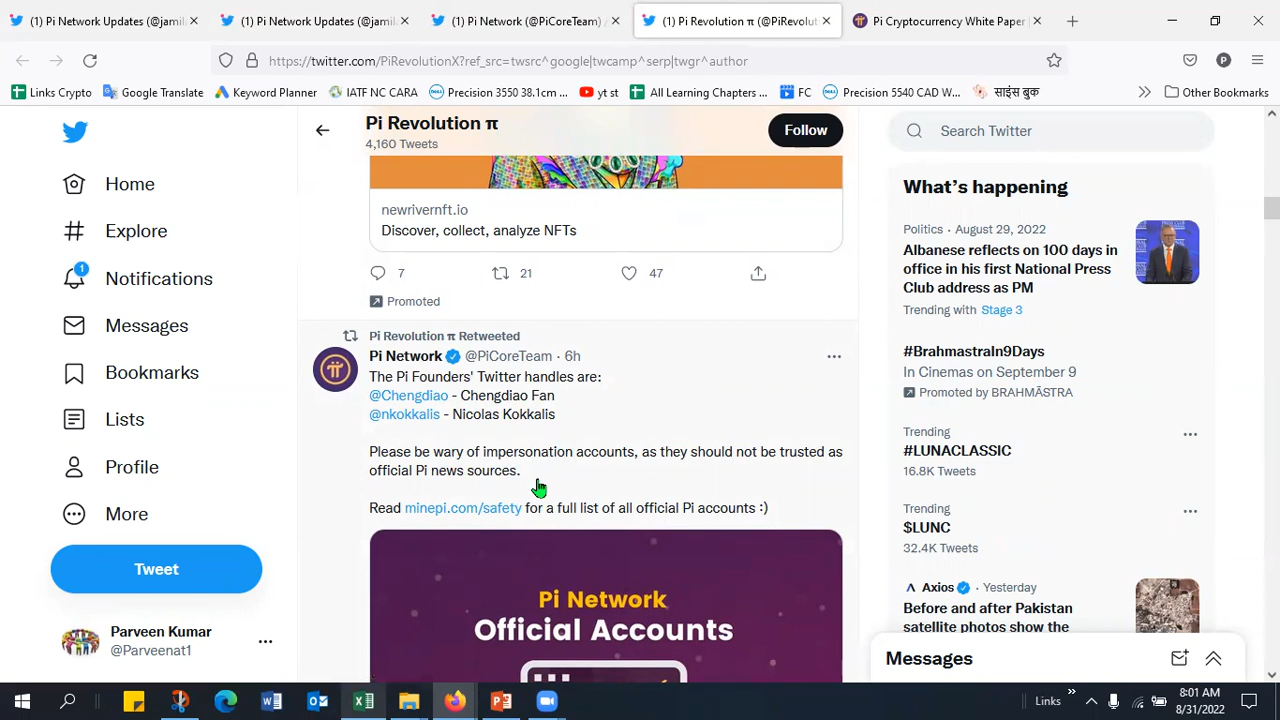 (1) Pi Network Updates (@jamil
(1) Pi Network Updates (@jamil
(1) Pi Network (@PiCoreTeam) /
(1) Pi Revolution π (@PiRevolut
Pi Cryptocurrency White Paper |
https://twitter.com/PiRevolutionX?ref_src=twsrc^google|twcamp^serp|twgr^author
P
Links Crypto
Google Translate
Keyword Planner
IATF NC CARA
Precision 3550 38.1cm ...
yt st
All Learning Chapters ...
FC
Precision 5540 CAD W...
साइंस बुक
Other Bookmarks
Home
Explore
1
Notifications
Messages
Bookmarks
Lists
Profile
More
Tweet
Parveen Kumar
@Parveenat1
Pi Revolution π
4,160 Tweets
Follow
newrivernft.io
Discover, collect, analyze NFTs
7 21 47
Promoted
Pi Revolution π Retweeted
Pi Network @PiCoreTeam · 6h
The Pi Founders' Twitter handles are:
@Chengdiao - Chengdiao Fan
@nkokkalis - Nicolas Kokkalis
Please be wary of impersonation accounts, as they should not be trusted as
official Pi news sources.
Read minepi.com/safety for a full list of all official Pi accounts :)
Pi Network
Official Accounts
Search Twitter
What's happening
Politics · August 29, 2022
Albanese reflects on 100 days in
office in his first National Press
Club address as PM
Trending with Stage 3
#BrahmastraIn9Days
In Cinemas on September 9
Promoted by BRAHMĀSTRA
Trending
#LUNACLASSIC
16.8K Tweets
Trending
$LUNC
32.4K Tweets
Axios · Yesterday
Before and after Pakistan
satellite photos show the
Messages
Links
8:01 AM
8/31/2022